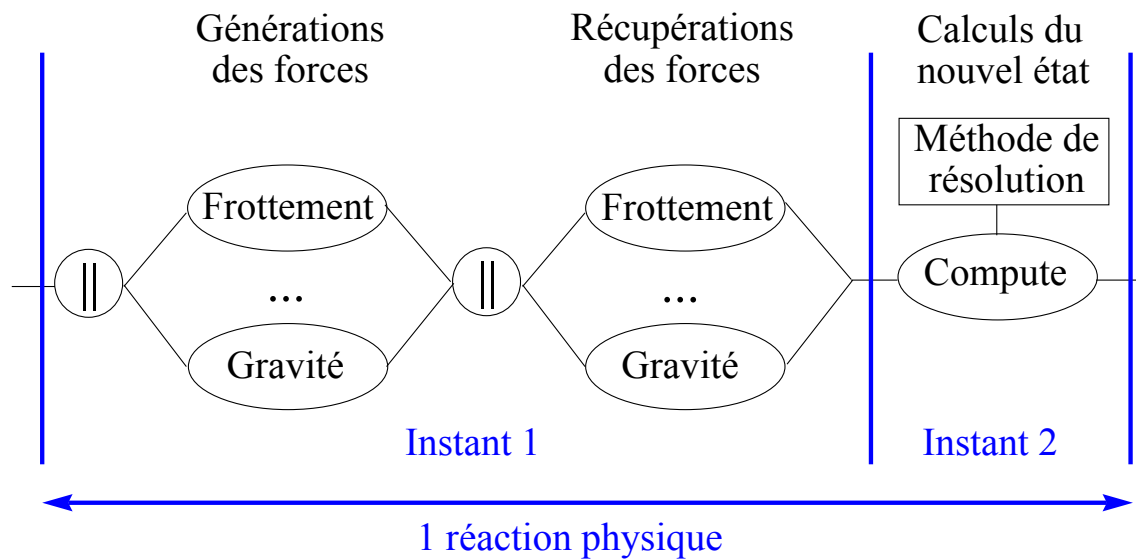 Générations
des forces
Récupérations
des forces
Calculs du
nouvel état
Méthode de
résolution
Frottement
Frottement
||
...
||
...
Compute
Gravité
Gravité
Instant 1
Instant 2
1 réaction physique